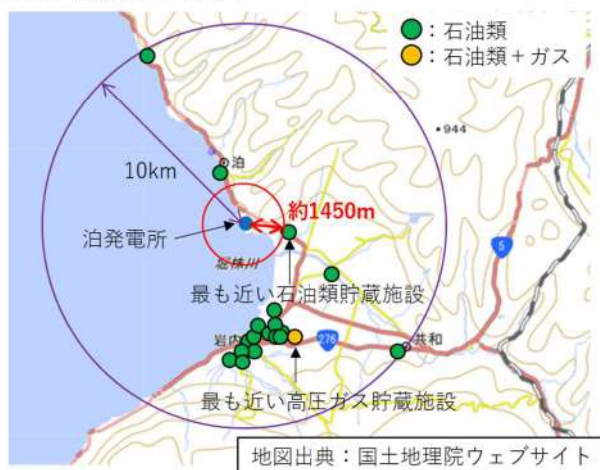 ：石油類
：石油類＋ガス
・944
10km
泊
約1450m
泊発電所
堀株川
5
最も近い石油類貯蔵施設
岩内
276
共和
最も近い高圧ガス貯蔵施設
地図出典：国土地理院ウェブサイト